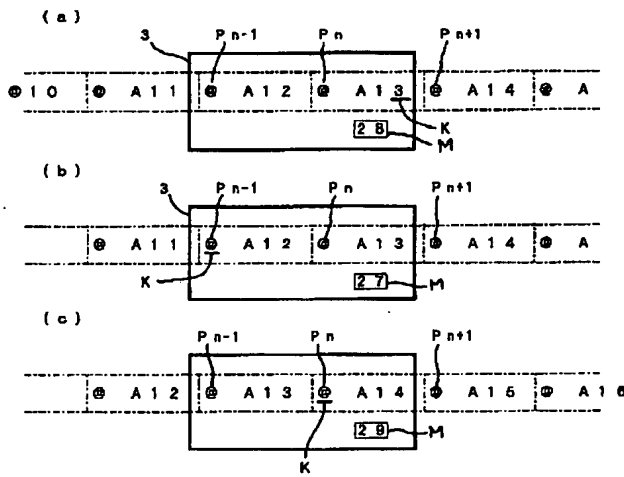 (a)
3 Pn-1 Pn Pn+1
@10 @ A11 @ A12 @ A13 @ A14 @ A
28 K
M
(b)
3 Pn-1 Pn Pn+1
@ A11 @ A12 @ A13 @ A14 @ A
K 27 M
(c)
Pn-1 Pn Pn+1
@ A12 @ A13 @ A14 @ A15 @ A16
29 M
K